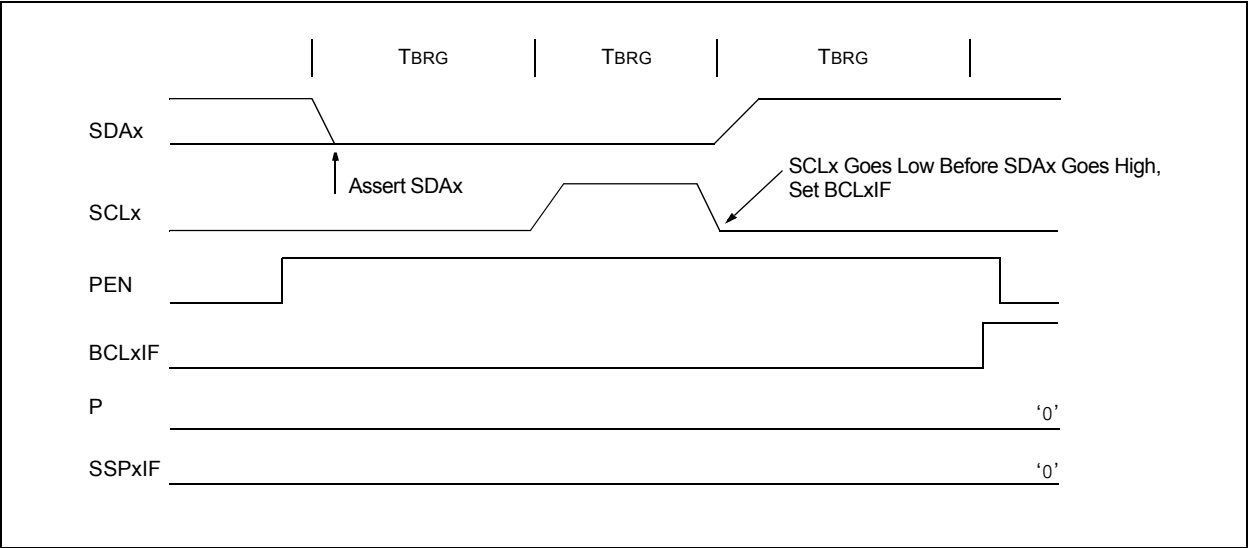 TBRG TBRG TBRG
SDAx
Assert SDAx
SCLx Goes Low Before SDAx Goes High,
Set BCLxIF
SCLx
PEN
BCLxIF
P '0'
SSPxIF '0'